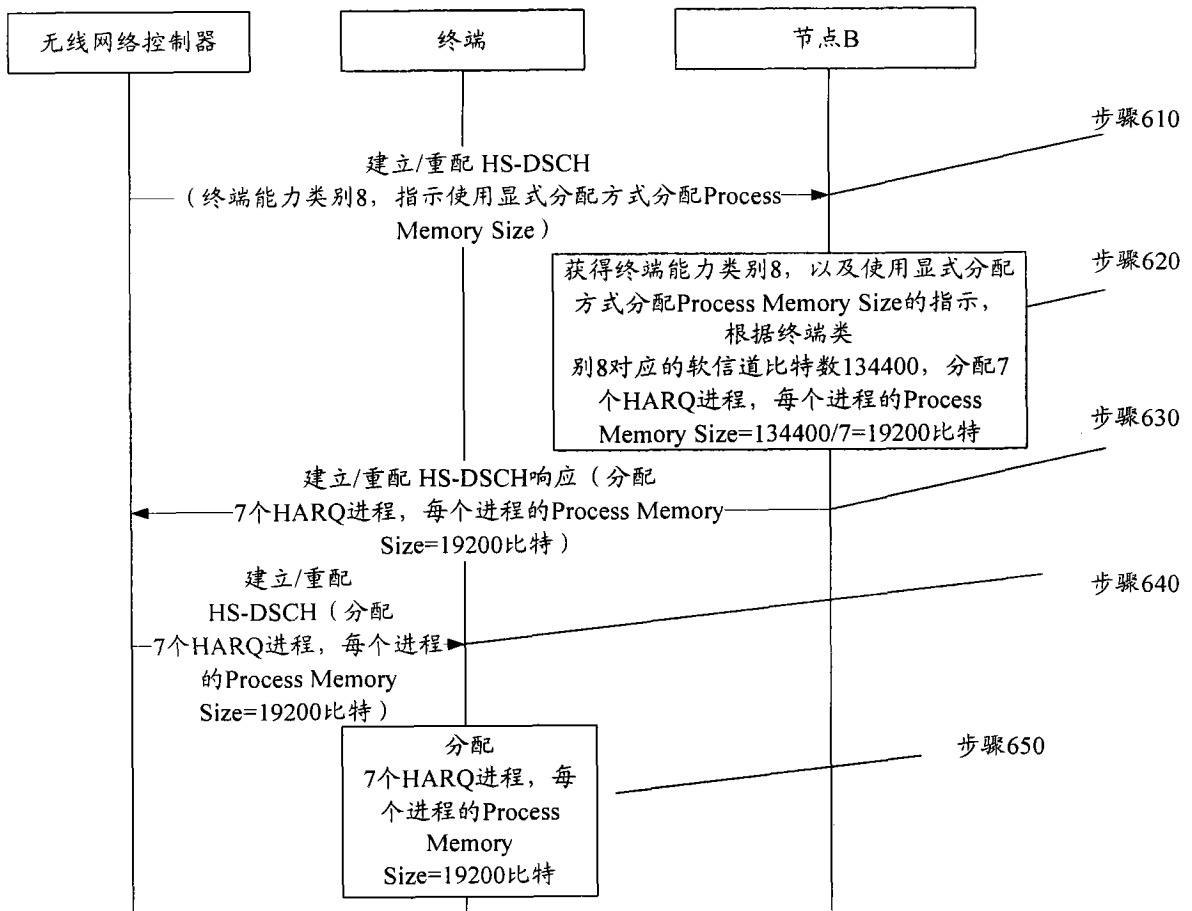 无线网络控制器
终端
节点B
步骤610
建立/重配 HS-DSCH
（终端能力类别8，指示使用显式分配方式分配Process
Memory Size）
步骤620
获得终端能力类别8，以及使用显式分配
方式分配Process Memory Size的指示，
根据终端类
别8对应的软信道比特数134400，分配7
个HARQ进程，每个进程的Process
Memory Size=134400/7=19200比特
步骤630
建立/重配 HS-DSCH响应（分配
7个HARQ进程，每个进程的Process Memory
Size=19200比特）
步骤640
建立/重配
HS-DSCH（分配
7个HARQ进程，每个进程
的Process Memory
Size=19200比特）
步骤650
分配
7个HARQ进程，每
个进程的Process
Memory
Size=19200比特